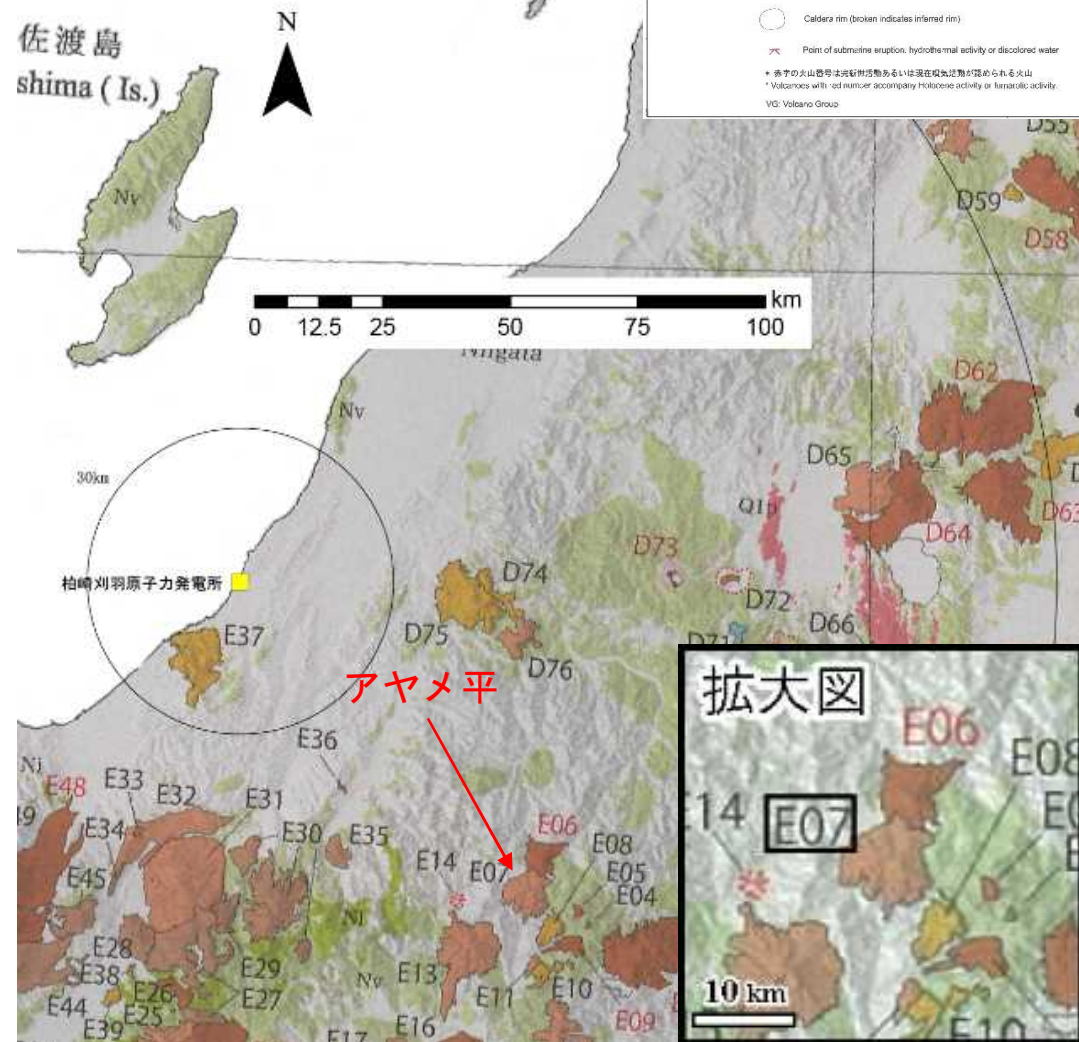 佐渡島
shima ( Is.)
N
Caldera rim (broken indicates inferred rim)
Point of submarine eruption, hydrothermal activity or discolored water
* 赤字の火山番号は完新世活動あるいは現在噴気活動が認められる火山
* Volcanoes with red number accompany Holocene activity or fumarolic activity.
VG: Volcano Group
D55
D59
D58
Nv
km
0 12.5 25 50 75 100
Niigata
Nv
D62
D65
30km
Q1p
D63
D64
D73
柏崎刈羽原子力発電所
D74
D72
E37
D75
D71
D66
D76
アヤメ平
E36
Nj
E48
E33
E32
E31
E34
E30
E35
E06
E08
E14
E07
E05
E45
E04
Nj
E28
E38
E29
Nv
E13
E44
E26
E27
E11
E10
E39
E25
E17
E16
E09
拡大図
E06
E08
E14
E07
10 km
E10